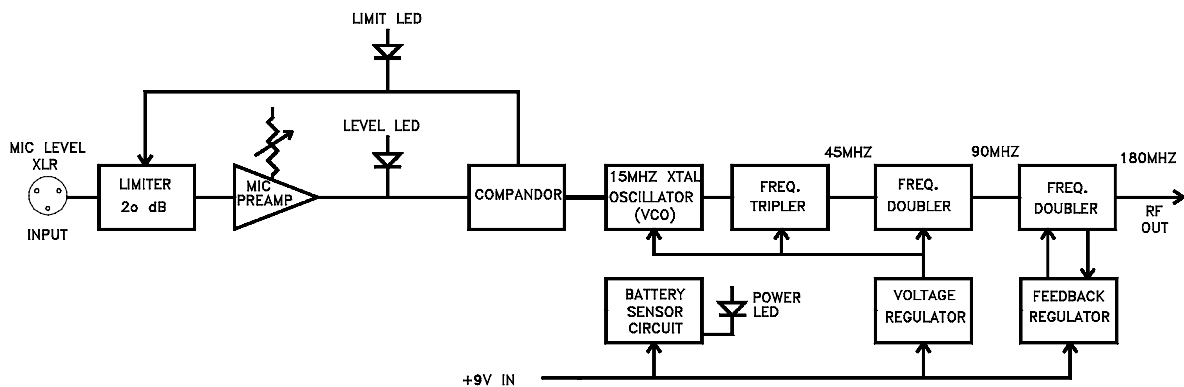 LIMIT LED
LEVEL LED
MIC LEVEL
XLR
INPUT
LIMITER
2o dB
MIC
PREAMP
COMPANDOR
15MHZ XTAL
OSCILLATOR
(VCO)
FREQ.
TRIPLER
45MHZ
FREQ.
DOUBLER
90MHZ
FREQ.
DOUBLER
180MHZ
RF
OUT
BATTERY
SENSOR
CIRCUIT
POWER
LED
VOLTAGE
REGULATOR
FEEDBACK
REGULATOR
+9V IN